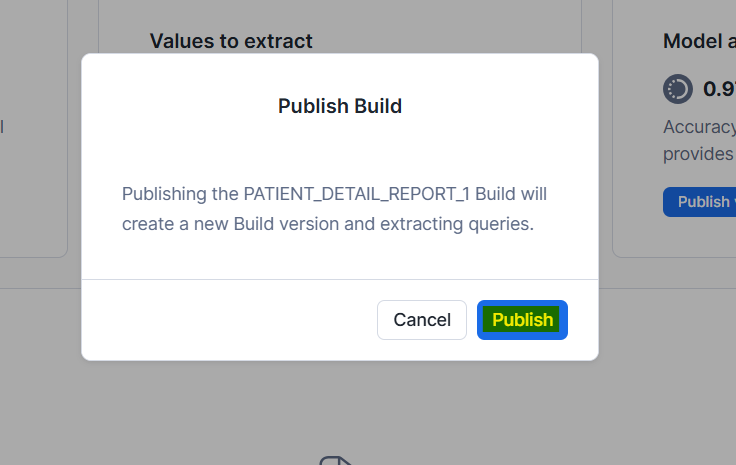 Values to extract
Model a
0.9
Accuracy
provides
Publish
Publish Build
Publishing the PATIENT_DETAIL_REPORT_1 Build will
create a new Build version and extracting queries.
Cancel
Publish